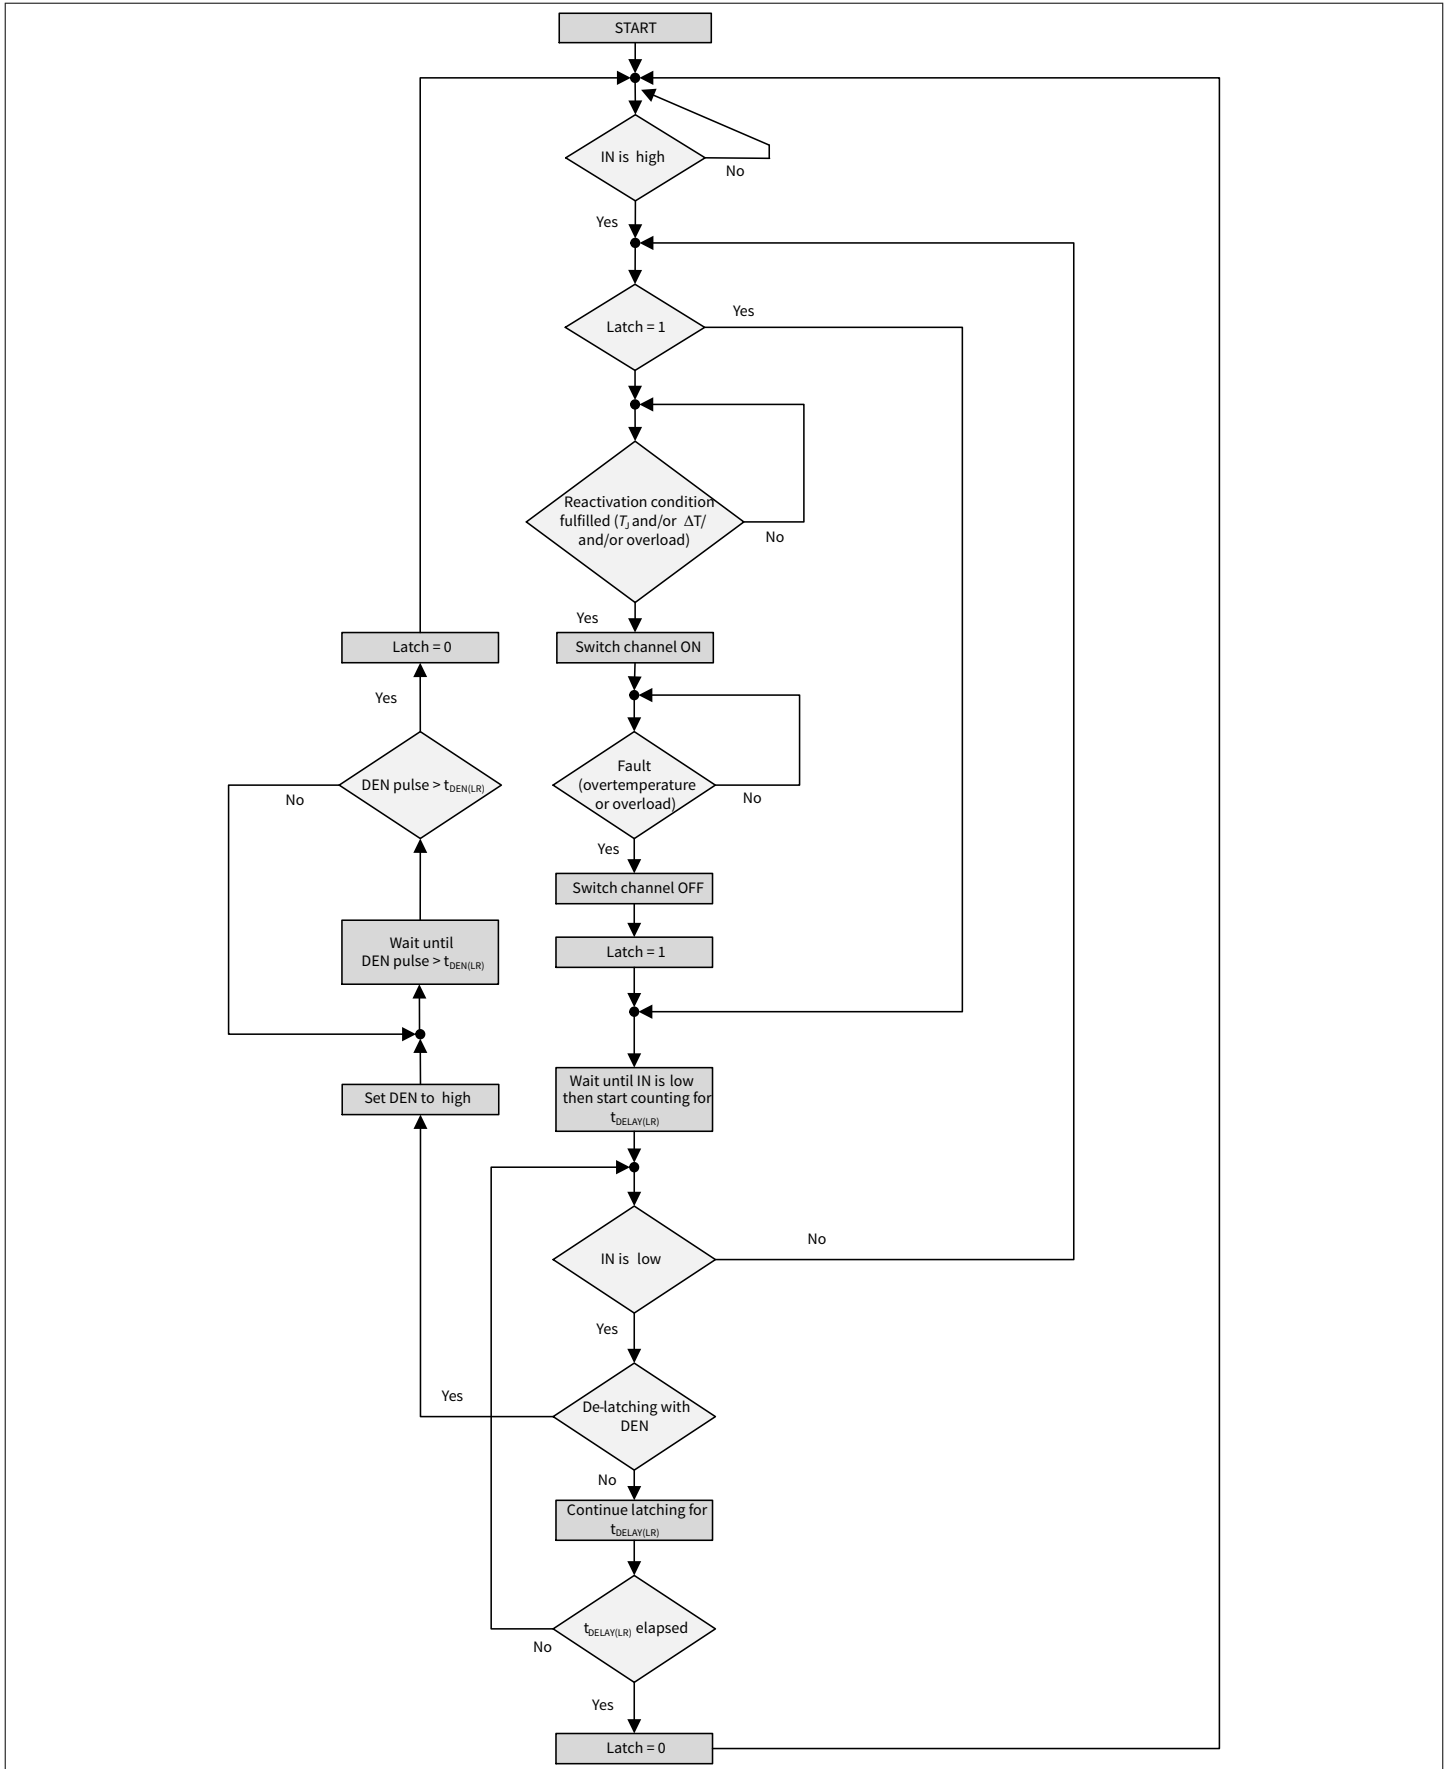 START
IN is high
No
Yes
Latch = 1
Yes
Reactivation condition
fulfilled (TJ and/or ΔT/
and/or overload)
No
Yes
Switch channel ON
Latch = 0
Yes
Fault
(overtemperature
or overload)
No
DEN pulse > tDEN(LR)
No
Yes
Switch channel OFF
Latch = 1
Wait until
DEN pulse > tDEN(LR)
Set DEN to high
Wait until IN is low
then start counting for
tDELAY(LR)
IN is low
No
Yes
De-latching with
DEN
Yes
No
Continue latching for
tDELAY(LR)
tDELAY(LR) elapsed
No
Yes
Latch = 0